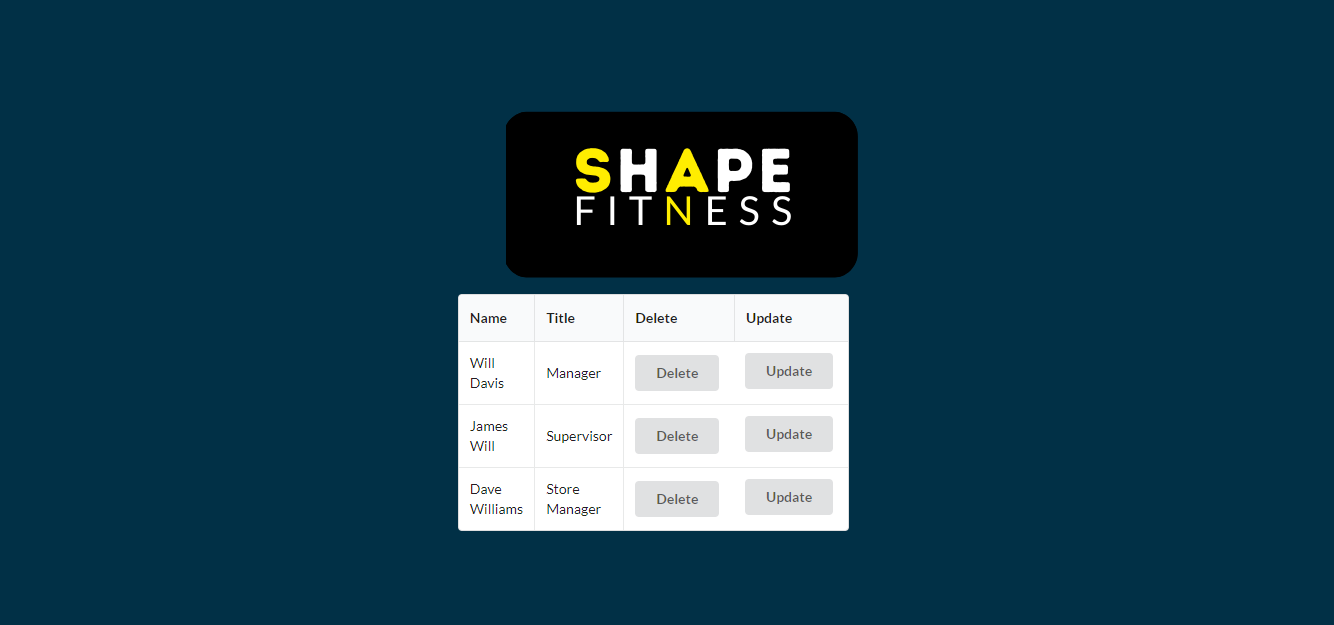 SHAPE
FITNESS
Name Title Delete Update
Will
Davis
Manager
Delete
Update
James
Will
Supervisor
Delete
Update
Dave
Williams
Store
Manager
Delete
Update